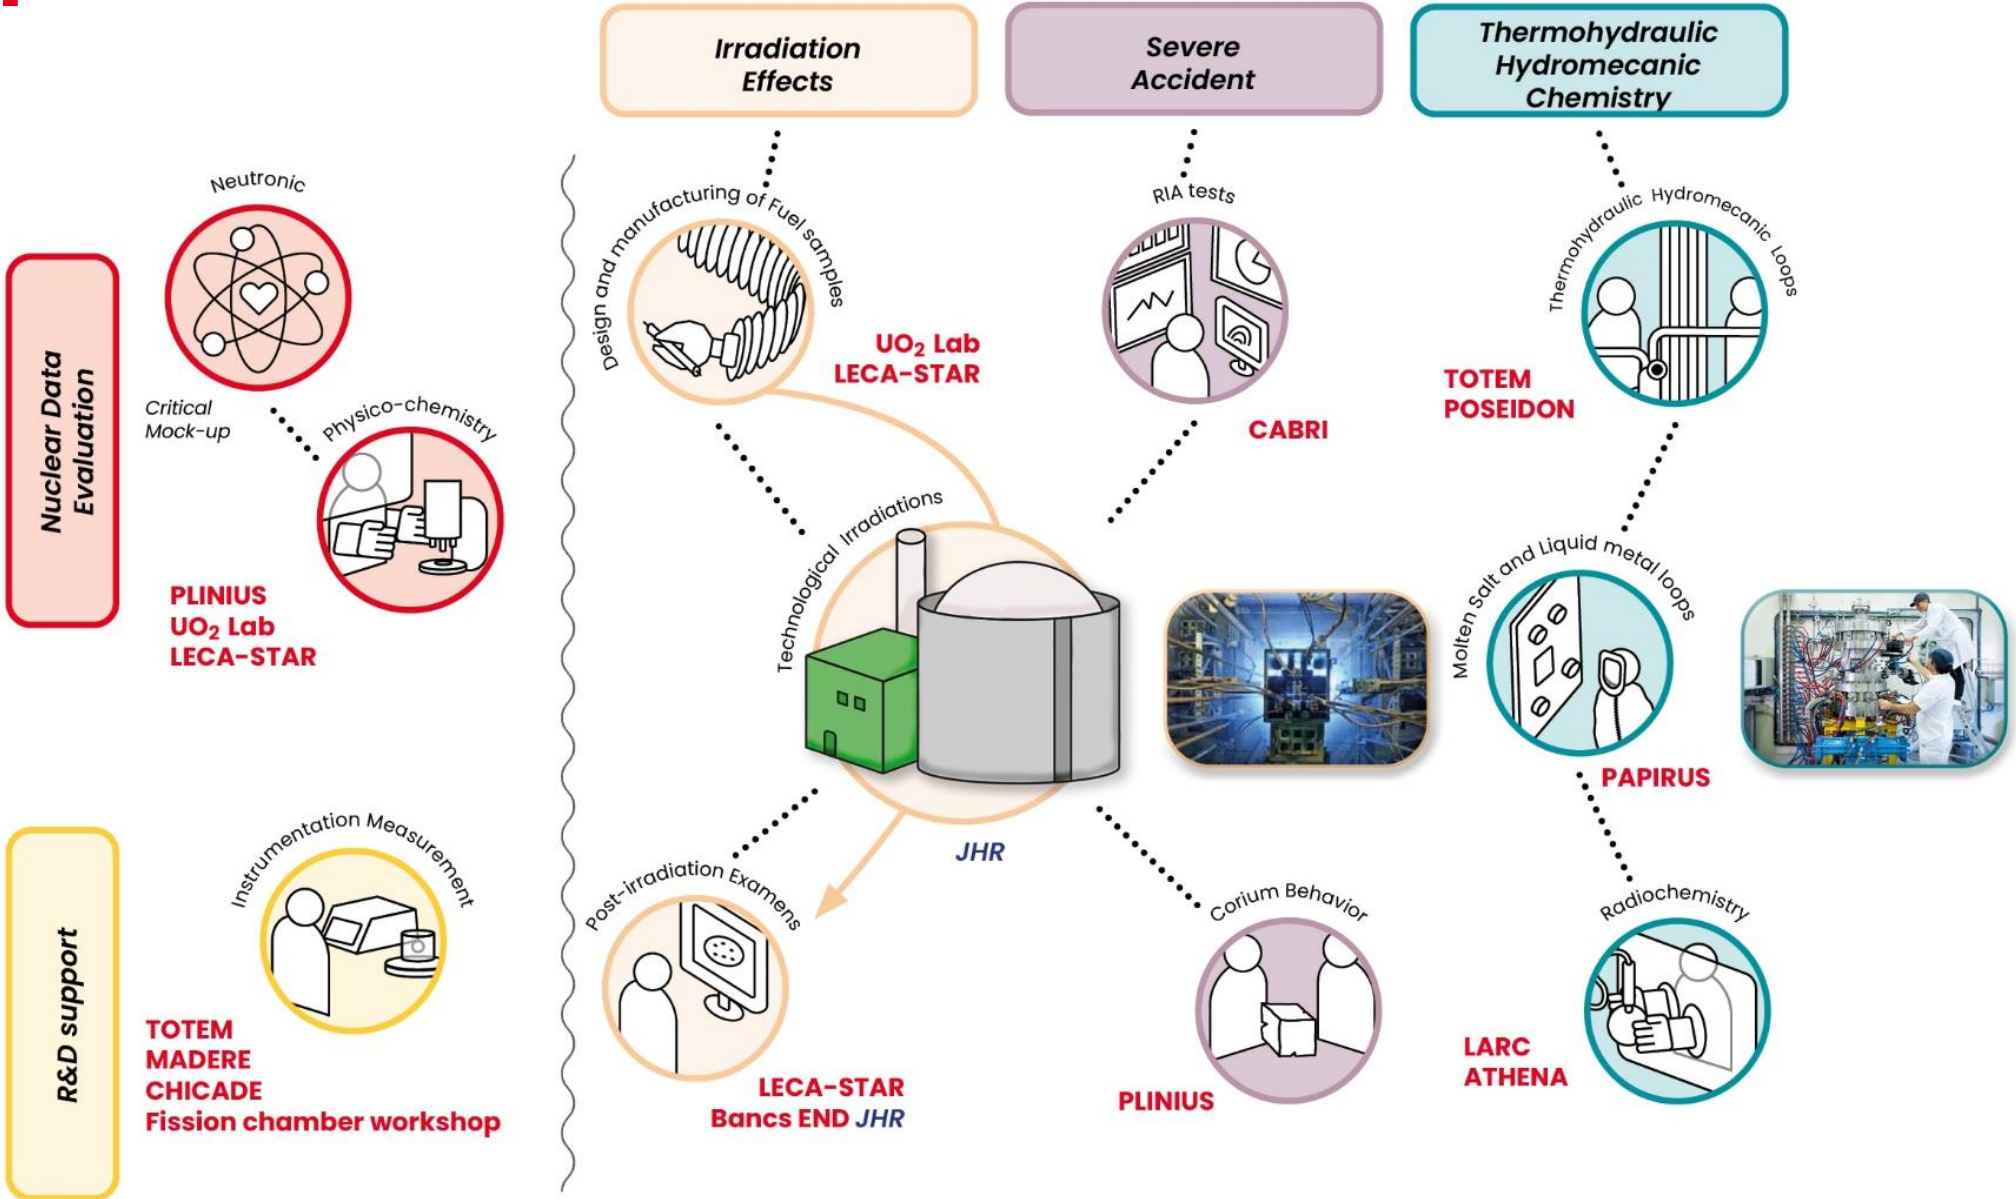 Irradiation
Effects
Severe
Accident
Thermohydraulic
Hydromecanic
Chemistry
Nuclear Data
Evaluation
Neutronic
Critical
Mock-up
Physico-chemistry
PLINIUS
UO₂ Lab
LECA-STAR
R&D support
Instrumentation Measurement
TOTEM
MADERE
CHICADE
Fission chamber workshop
Design and manufacturing of Fuel samples
UO₂ Lab
LECA-STAR
Technological Irradiations
JHR
Post-irradiation Examens
LECA-STAR
Bancs END JHR
RIA tests
CABRI
Corium Behavior
PLINIUS
Thermohydraulic Hydromecanic Loops
TOTEM
POSEIDON
Molten Salt and Liquid metal loops
PAPIRUS
Radiochemistry
LARC
ATHENA